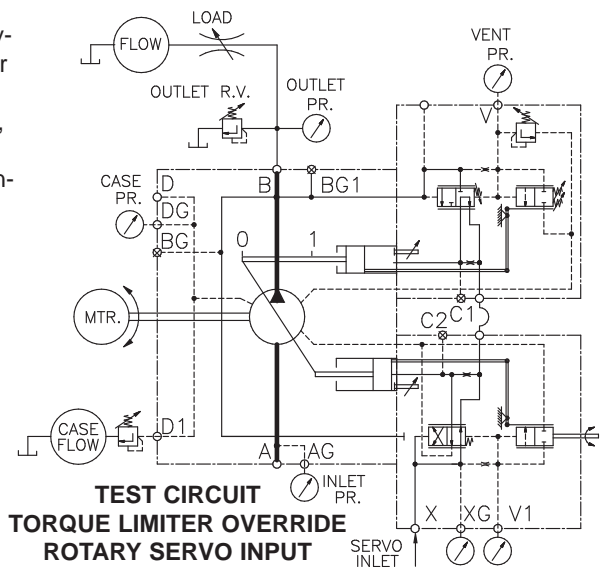 y-
r
,
n-
LOAD
FLOW
VENT
PR.
OUTLET R.V.
OUTLET
PR.
V
CASE
PR.
D
DG
BG
B
BG1
0
1
MTR.
C1
C2
CASE
FLOW
D1
A
AG
INLET
PR.
TEST CIRCUIT
TORQUE LIMITER OVERRIDE
ROTARY SERVO INPUT
X
XG
V1
SERVO
INLET